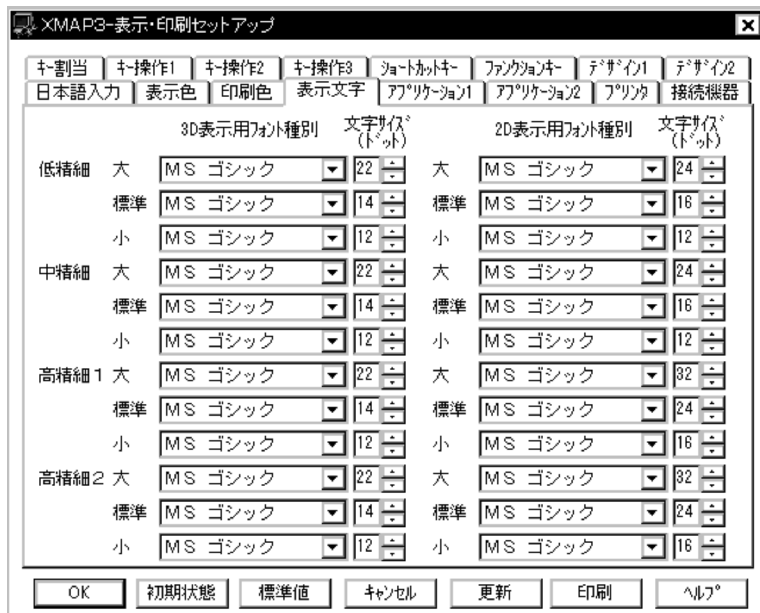 XMAP3-表示・印刷セットアップ
キー割当 キー操作1 キー操作2 キー操作3 ショートカットキー ファンクションキー デザイン1 デザイン2
日本語入力 表示色 印刷色 表示文字 アプリケーション1 アプリケーション2 プリンタ 接続機器
3D表示用フォント種別 文字サイズ(ドット) 2D表示用フォント種別 文字サイズ(ドット)
低精細 大 MS ゴシック 22 大 MS ゴシック 24
標準 MS ゴシック 14 標準 MS ゴシック 16
小 MS ゴシック 12 小 MS ゴシック 12
中精細 大 MS ゴシック 22 大 MS ゴシック 24
標準 MS ゴシック 14 標準 MS ゴシック 16
小 MS ゴシック 12 小 MS ゴシック 12
高精細1 大 MS ゴシック 22 大 MS ゴシック 32
標準 MS ゴシック 14 標準 MS ゴシック 24
小 MS ゴシック 12 小 MS ゴシック 16
高精細2 大 MS ゴシック 22 大 MS ゴシック 32
標準 MS ゴシック 14 標準 MS ゴシック 24
小 MS ゴシック 12 小 MS ゴシック 16
OK 初期状態 標準値 キャンセル 更新 印刷 ヘルプ